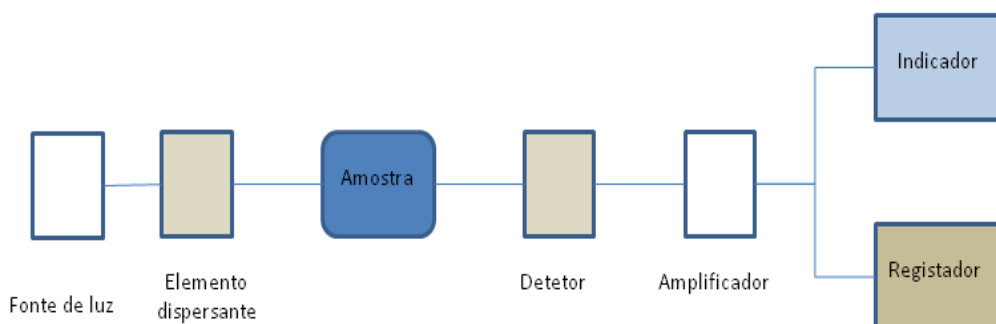 Indicador
Amostra
Registador
Fonte de luz
Elemento
dispersante
Detetor
Amplificador